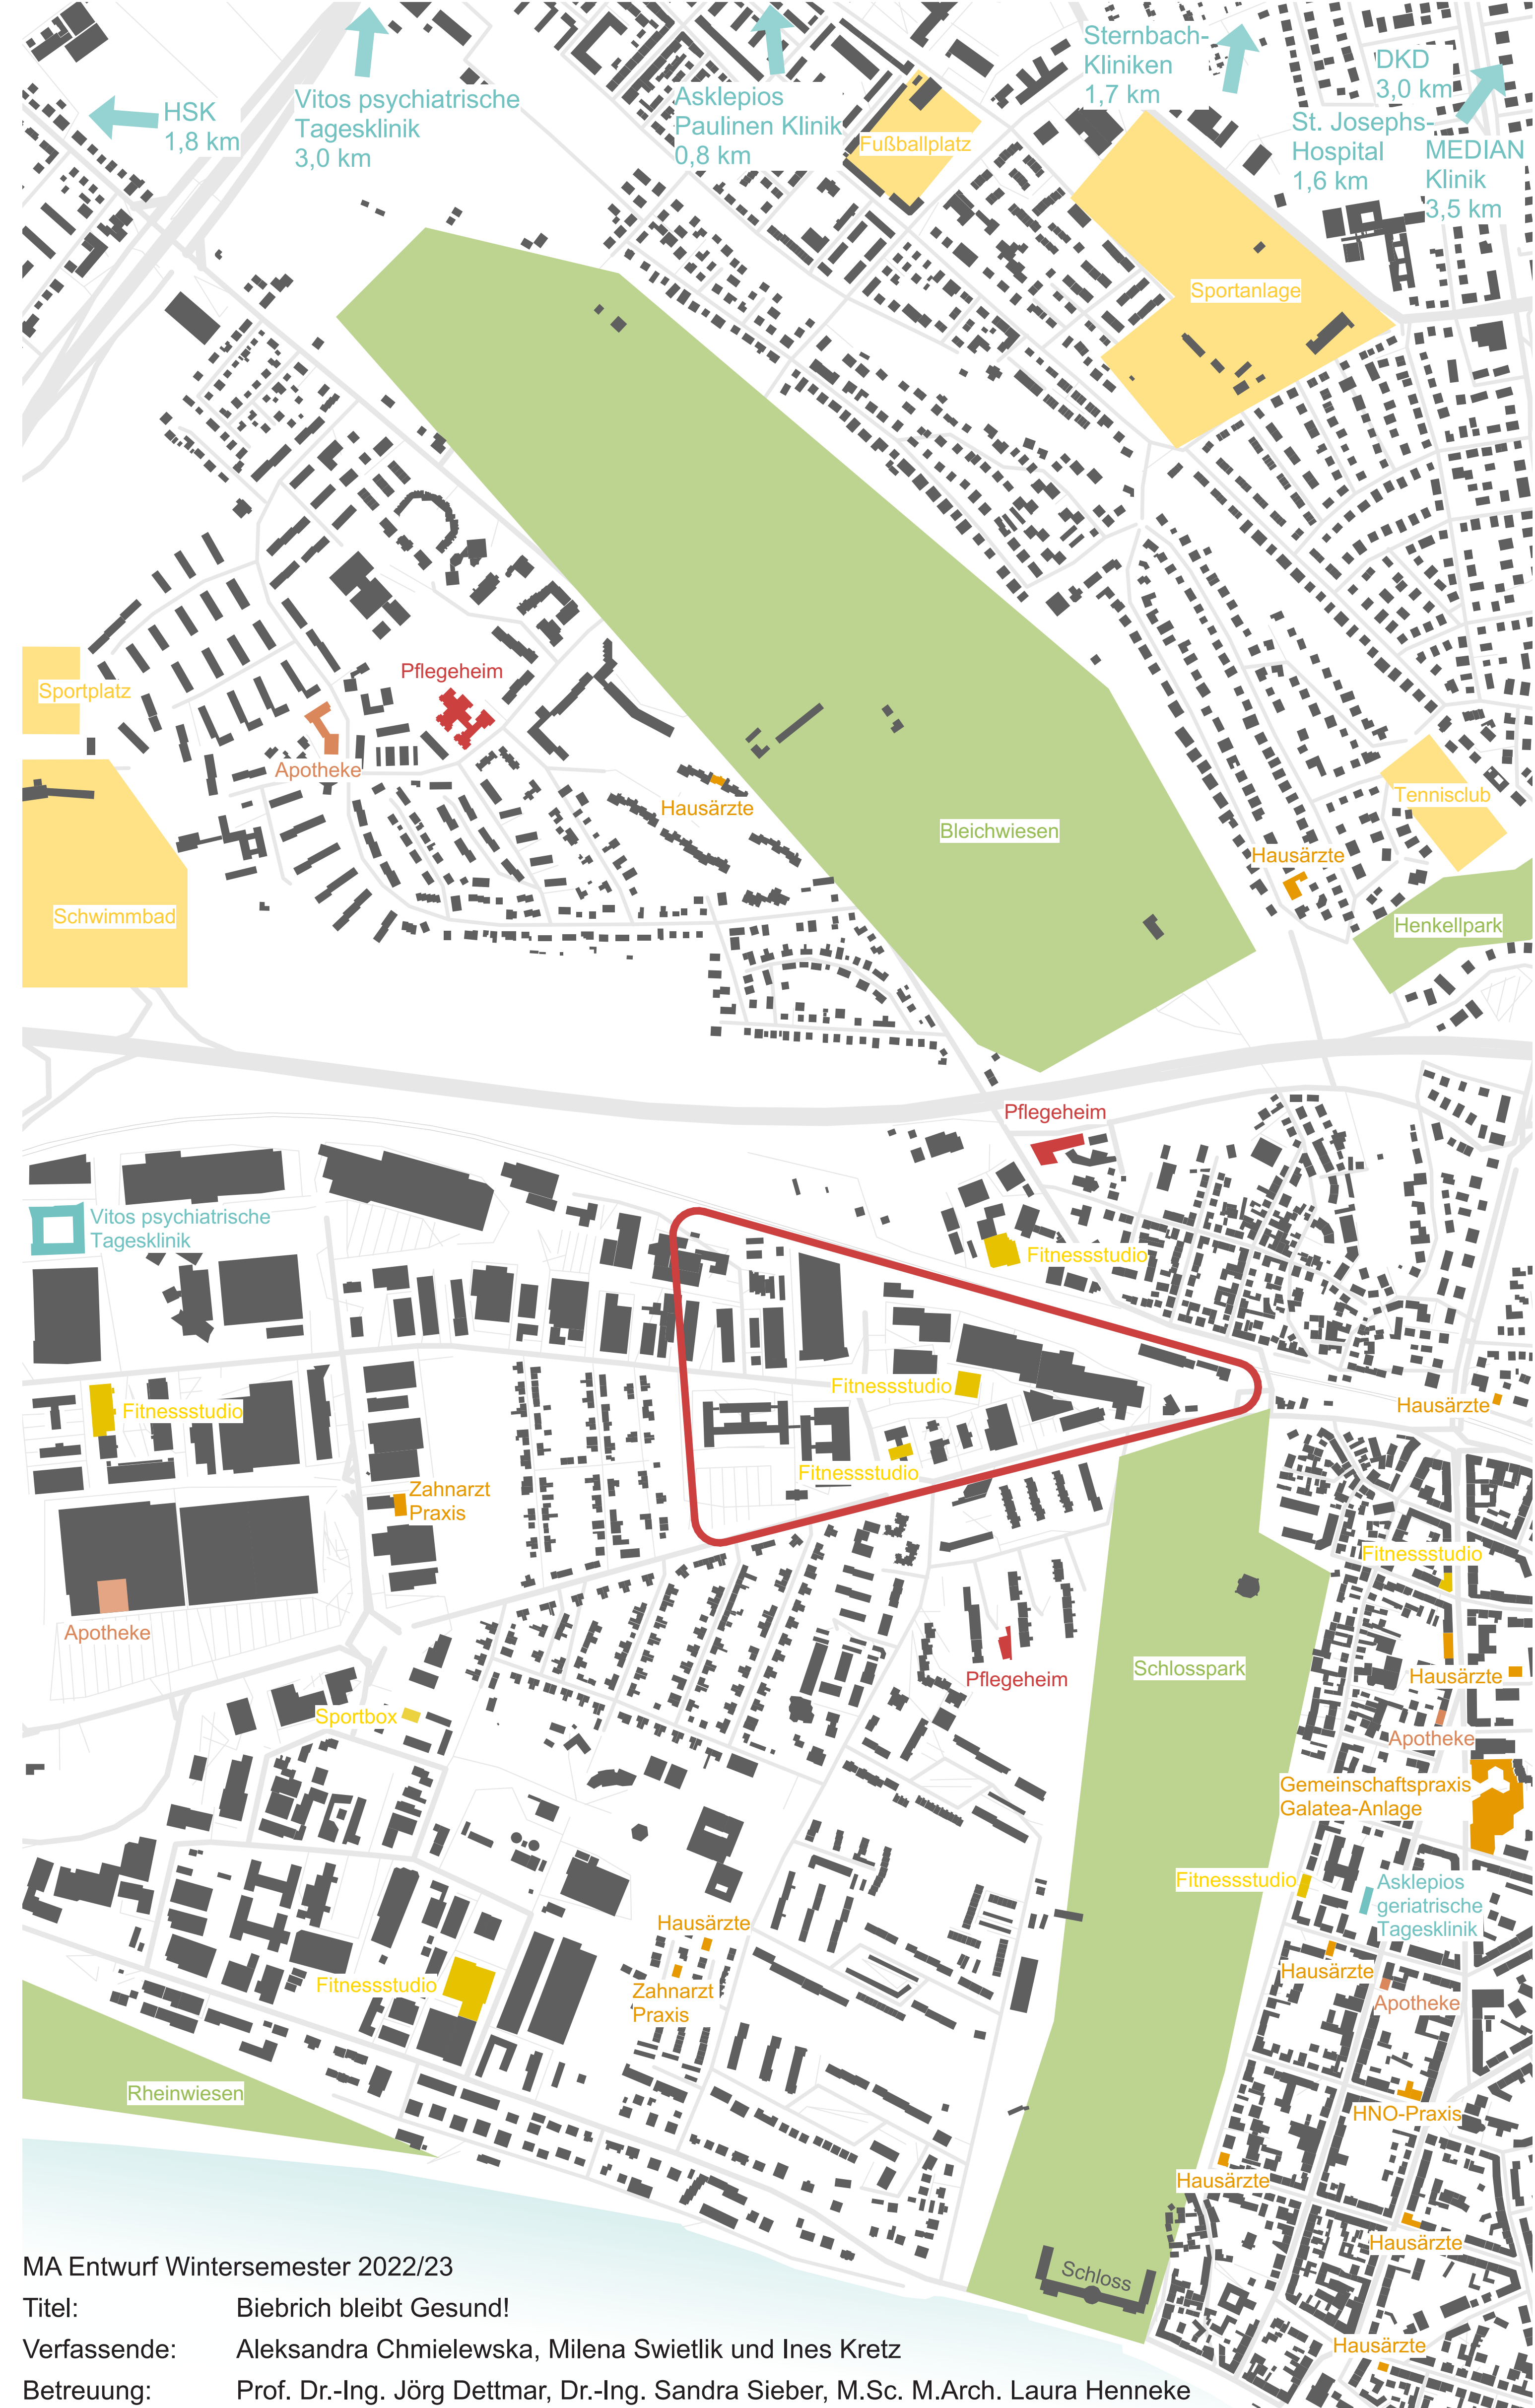 HSK
1,8 km
Vitos psychiatrische
Tagesklinik
3,0 km
Asklepios
Paulinen Klinik
0,8 km
Fußballplatz
Sternbach-
Kliniken
1,7 km
DKD
3,0 km
St. Josephs-
Hospital
1,6 km
MEDIAN
Klinik
3,5 km
Sportanlage
Sportplatz
Pflegeheim
Apotheke
Hausärzte
Tennisclub
Bleichwiesen
Hausärzte
Schwimmbad
Henkellpark
Pflegeheim
Vitos psychiatrische
Tagesklinik
Fitnessstudio
Fitnessstudio
Fitnessstudio
Hausärzte
Fitnessstudio
Zahnarzt
Praxis
Fitnessstudio
Apotheke
Pflegeheim
Schlosspark
Hausärzte
Sportbox
Apotheke
Gemeinschaftspraxis
Galatea-Anlage
Fitnessstudio
Asklepios
geriatrische
Tagesklinik
Hausärzte
Fitnessstudio
Zahnarzt
Praxis
Hausärzte
Apotheke
Rheinwiesen
HNO-Praxis
Hausärzte
Hausärzte
Schloss
Hausärzte
MA Entwurf Wintersemester 2022/23
Titel: Biebrich bleibt Gesund!
Verfassende: Aleksandra Chmielewska, Milena Swietlik und Ines Kretz
Betreuung: Prof. Dr.-Ing. Jörg Dettmar, Dr.-Ing. Sandra Sieber, M.Sc. M.Arch. Laura Henneke